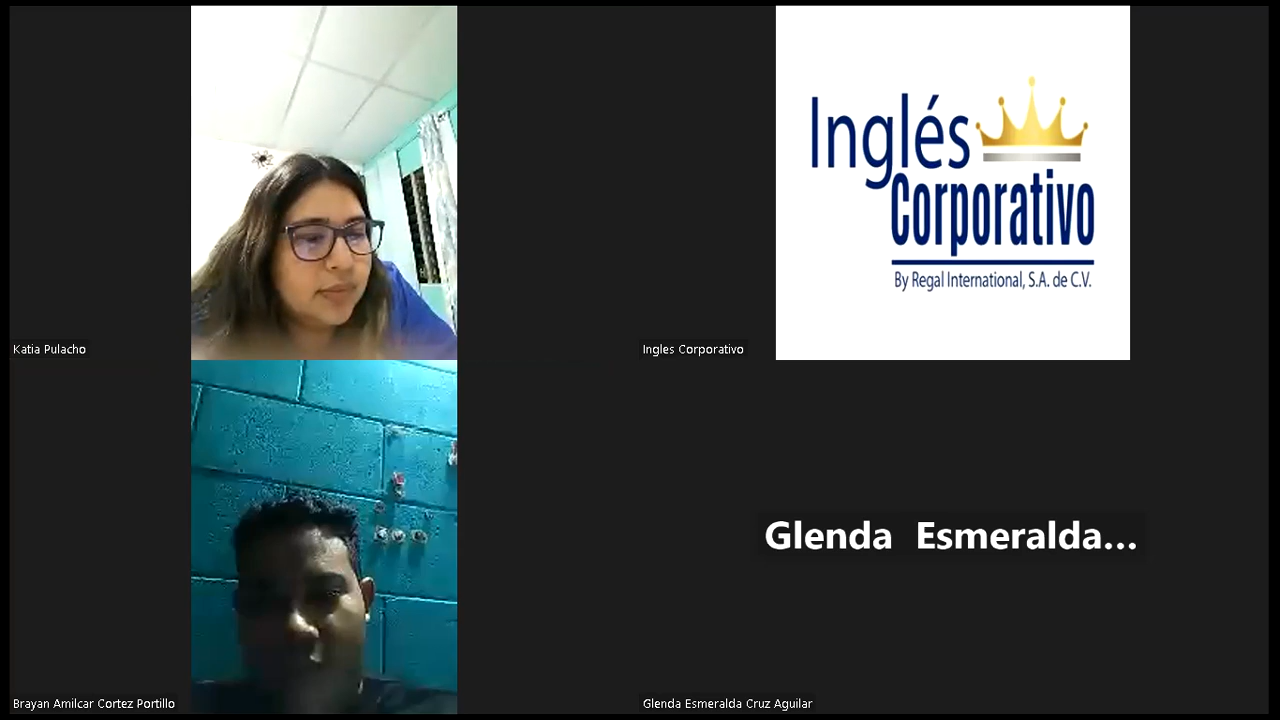 Inglés
Corporativo
By Regal International, S.A. de C.V.
Katia Pulacho
Ingles Corporativo
Glenda Esmeralda...
Brayan Amilcar Cortez Portillo
Glenda Esmeralda Cruz Aguilar